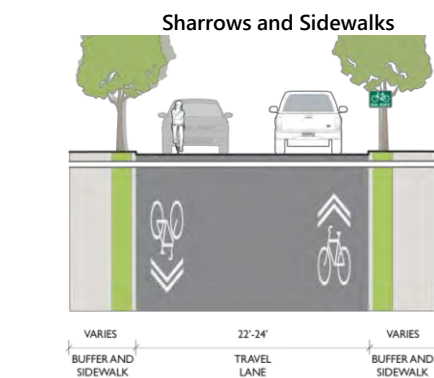 Sharrows and Sidewalks
VARIES
22'-24'
VARIES
BUFFER AND
SIDEWALK
TRAVEL
LANE
BUFFER AND
SIDEWALK